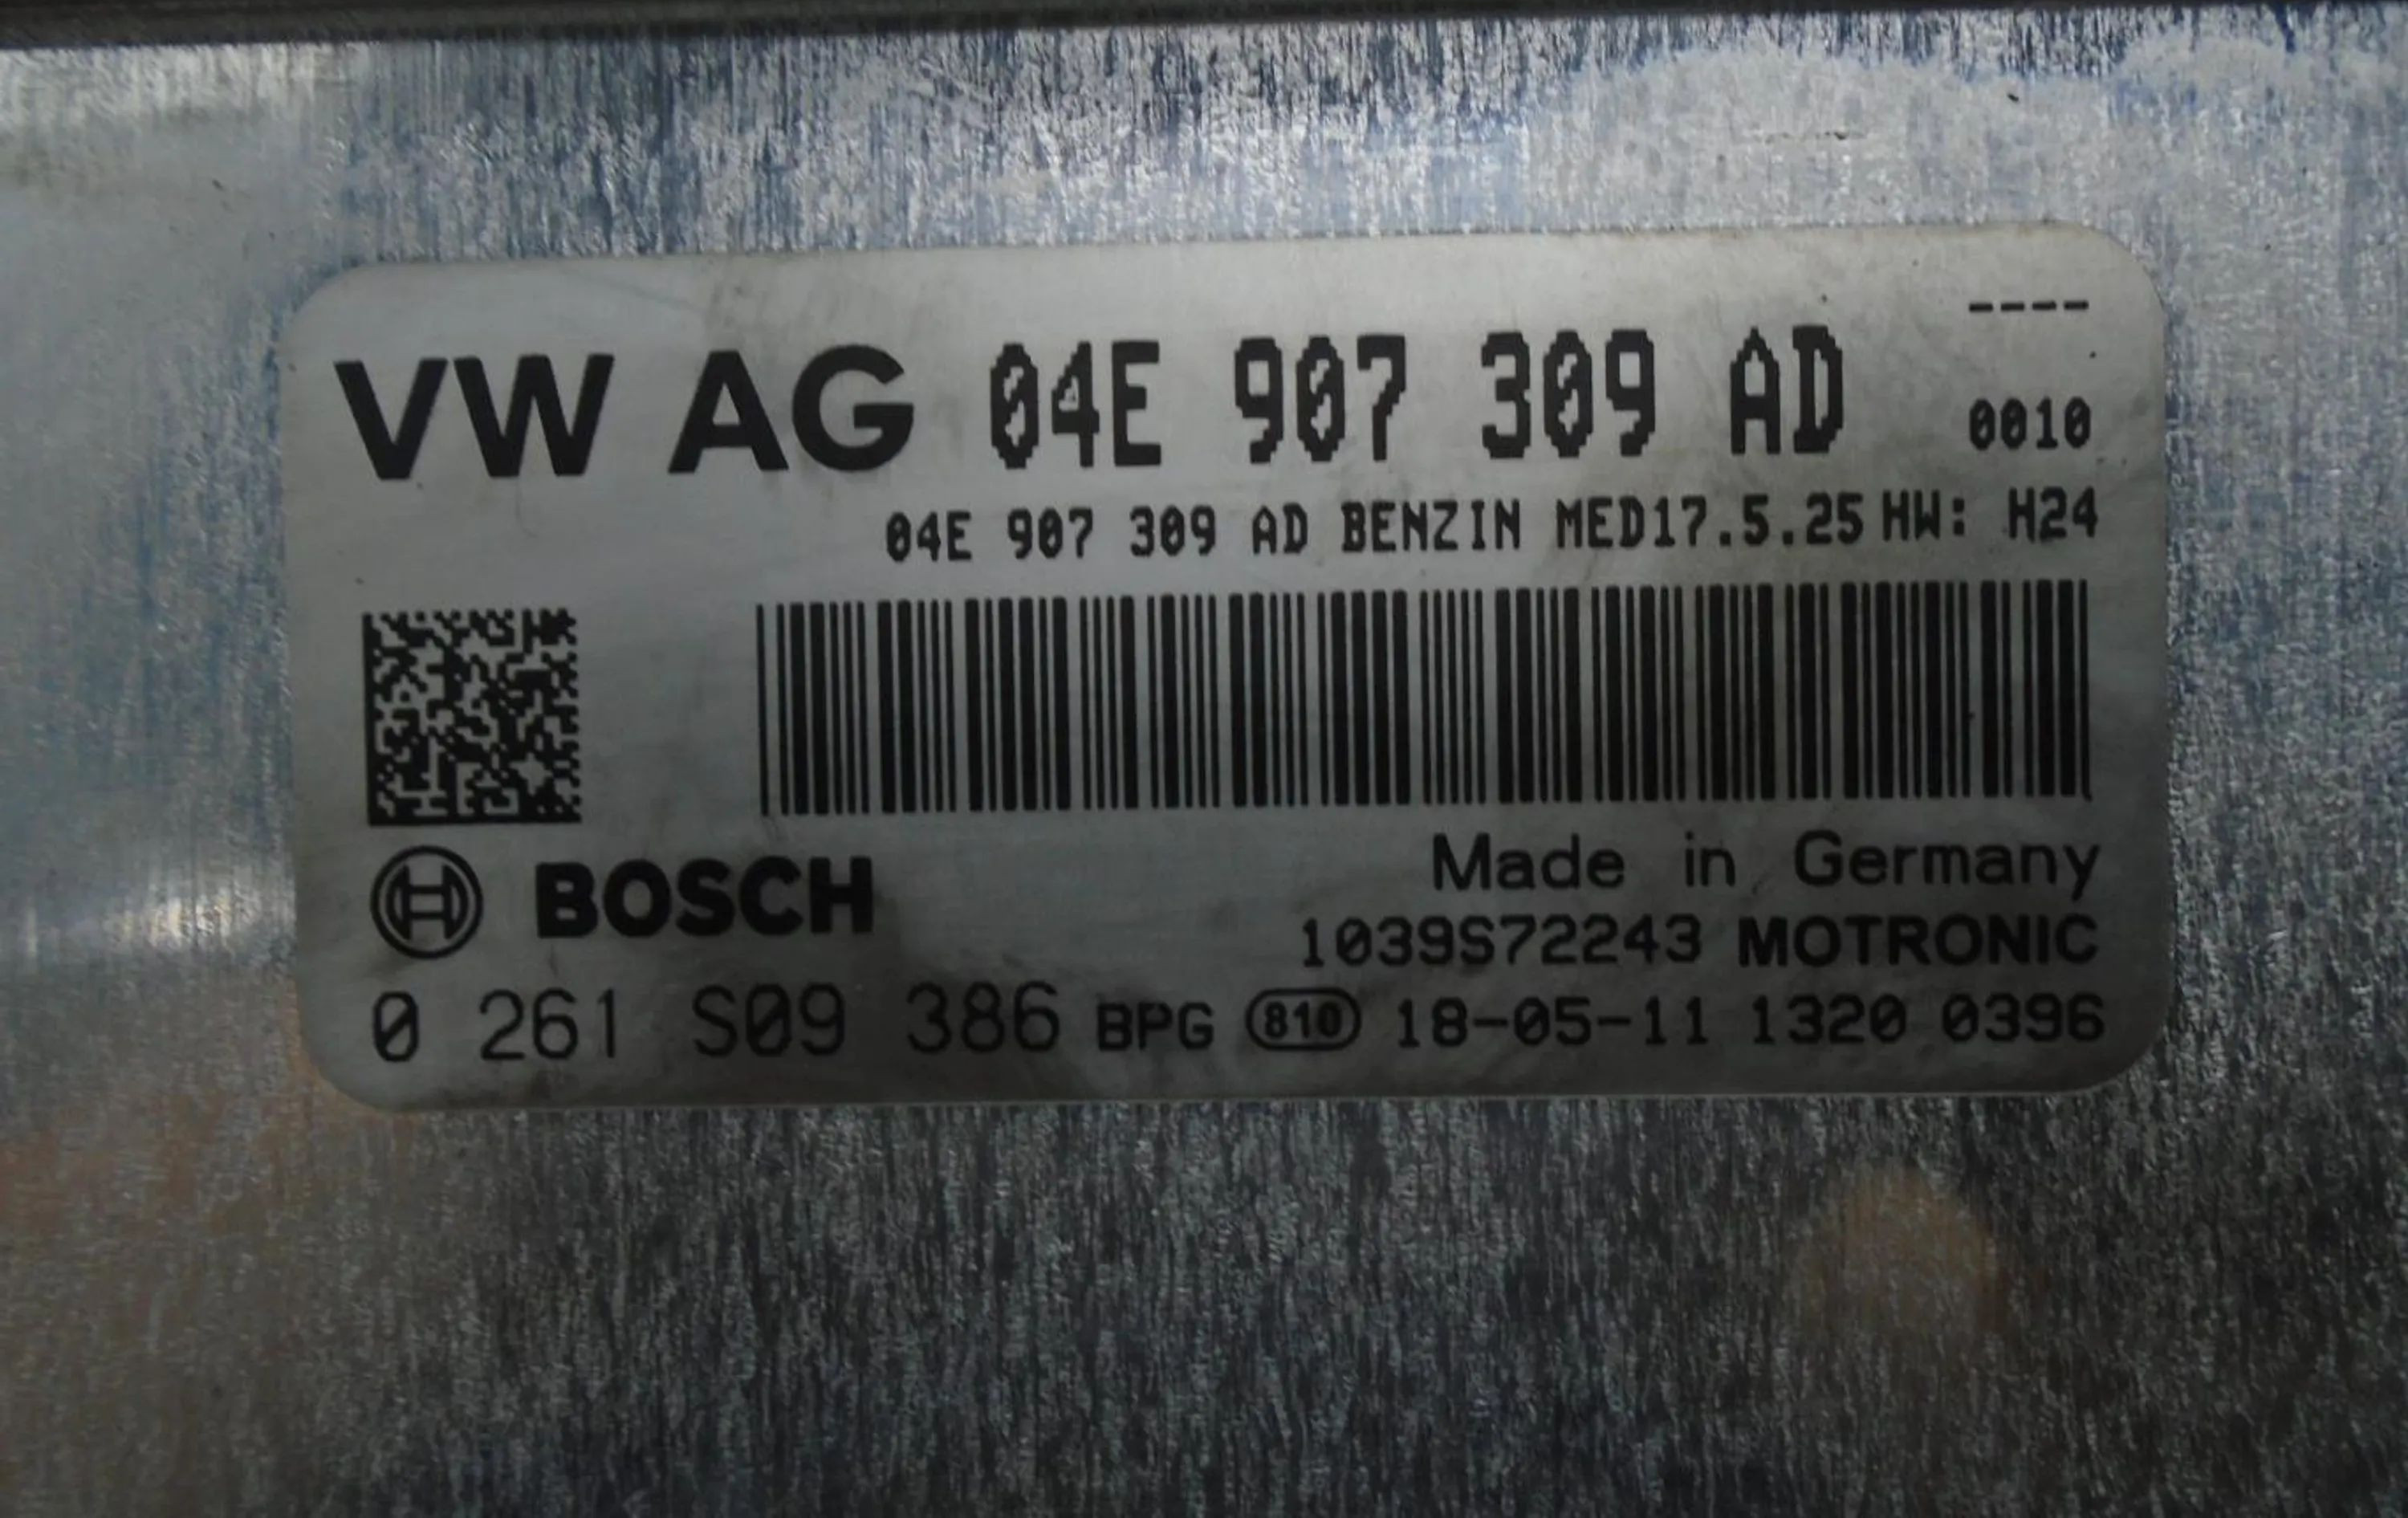 ----
VW AG 04E 907 309 AD 0010
04E 907 309 AD BENZIN MED17.5.25 HW: H24
BOSCH Made in Germany
1039S72243 MOTRONIC
0 261 S09 386 BPG 810 18-05-11 1320 0396